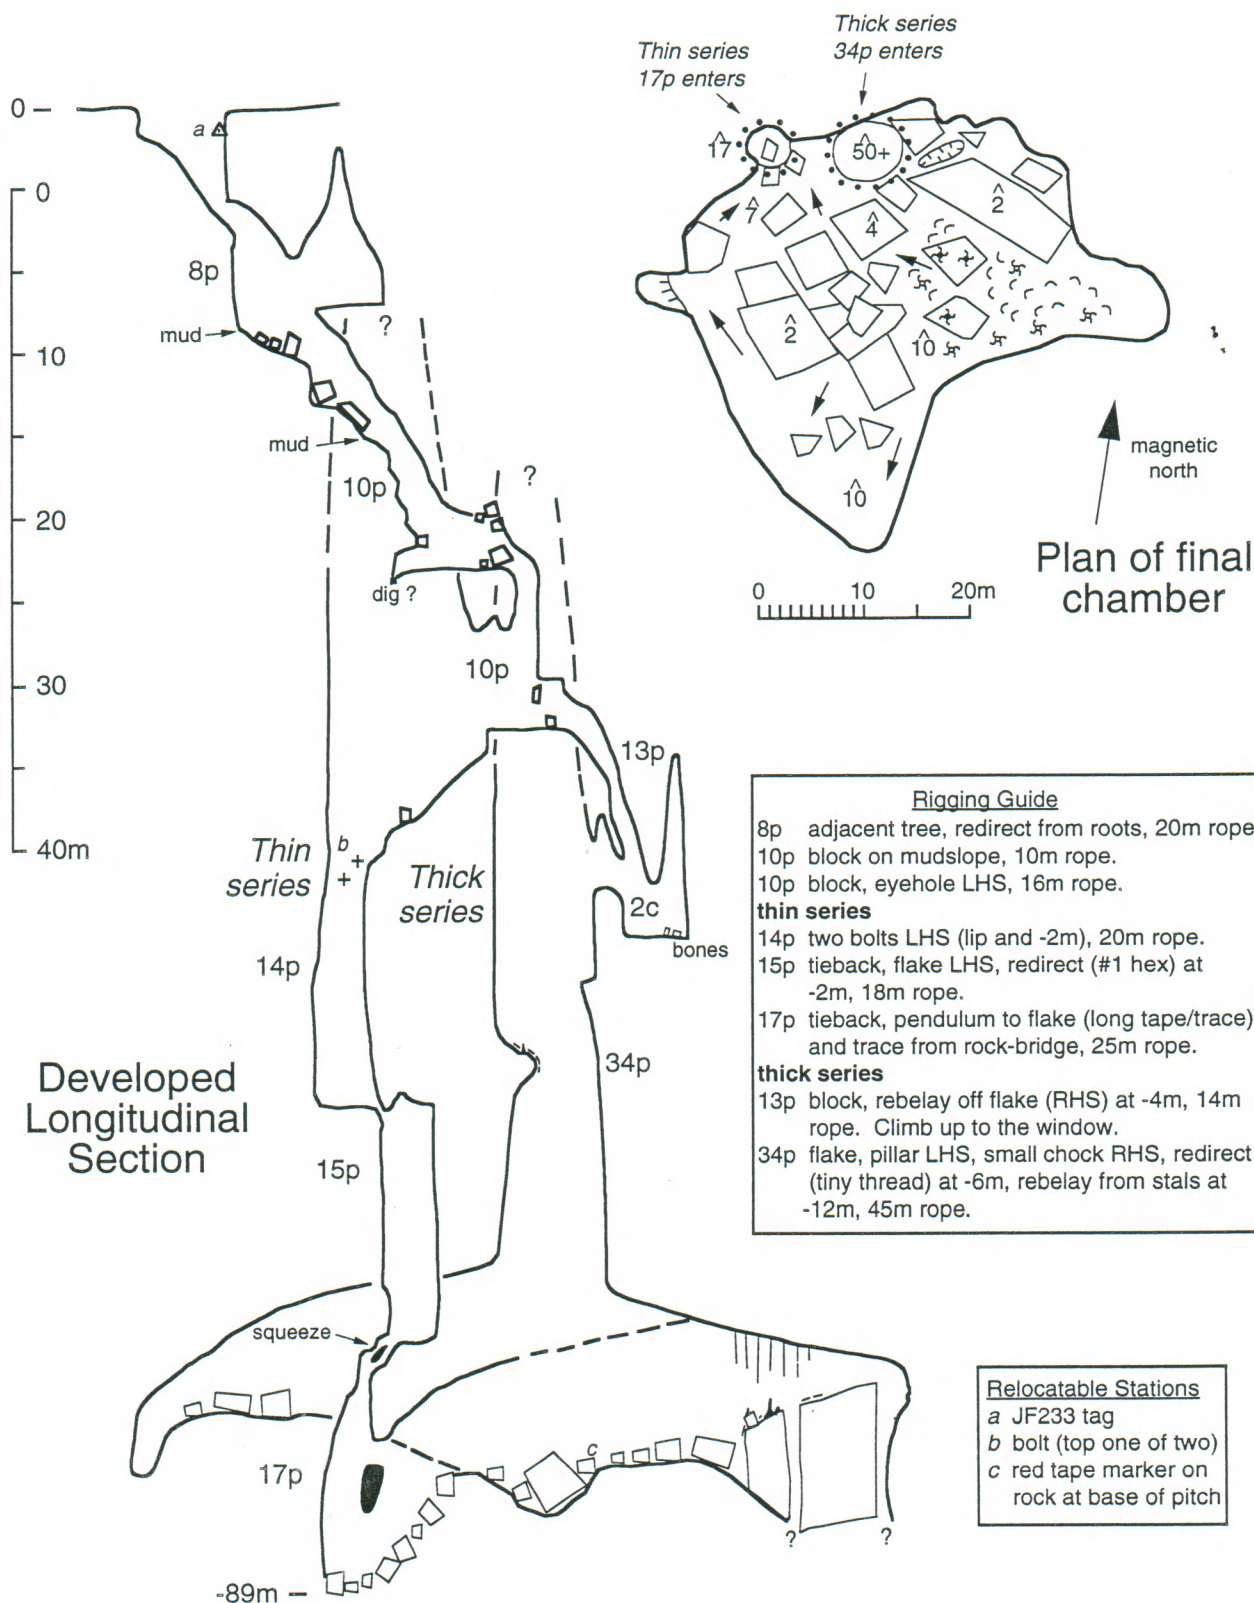 Thin series
17p enters
Thick series
34p enters
0
a
17
50+
2
7
4
2
10
10
magnetic
north
Plan of final
chamber
0 10 20m
0
8p
mud
?
10
mud
10p
?
20
dig ?
10p
30
13p
40m
Thin
series
b
Thick
series
2c
bones
14p
34p
Developed
Longitudinal
Section
15p
squeeze
17p
c
? ?
-89m
Rigging Guide
8p adjacent tree, redirect from roots, 20m rope
10p block on mudslope, 10m rope.
10p block, eyehole LHS, 16m rope.
thin series
14p two bolts LHS (lip and -2m), 20m rope.
15p tieback, flake LHS, redirect (#1 hex) at
-2m, 18m rope.
17p tieback, pendulum to flake (long tape/trace)
and trace from rock-bridge, 25m rope.
thick series
13p block, rebelay off flake (RHS) at -4m, 14m
rope. Climb up to the window.
34p flake, pillar LHS, small chock RHS, redirect
(tiny thread) at -6m, rebelay from stals at
-12m, 45m rope.
Relocatable Stations
a JF233 tag
b bolt (top one of two)
c red tape marker on
rock at base of pitch